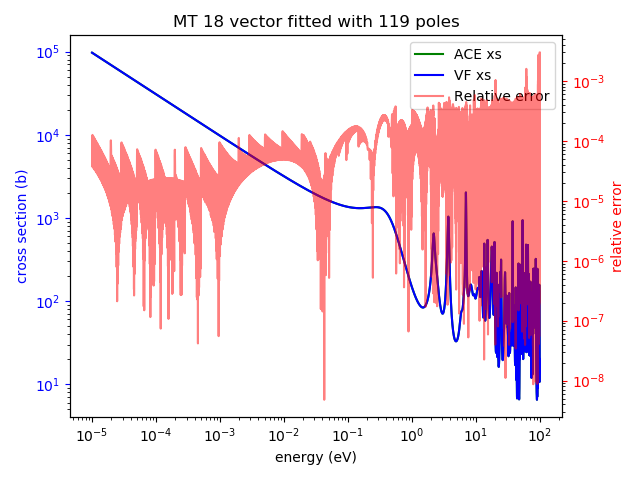 MT 18 vector fitted with 119 poles
ACE xs
VF xs
Relative error
cross section (b)
10^5
10^4
10^3
10^2
10^1
relative error
10^-3
10^-4
10^-5
10^-6
10^-7
10^-8
10^-5 10^-4 10^-3 10^-2 10^-1 10^0 10^1 10^2
energy (eV)